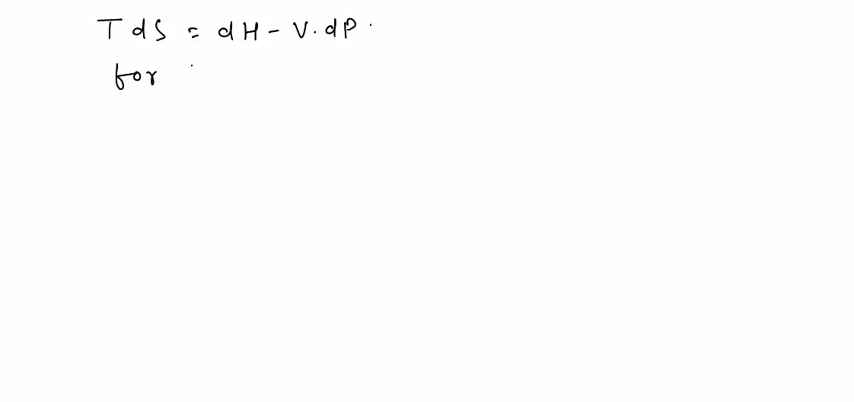 T dS = dH - V.dP.
for